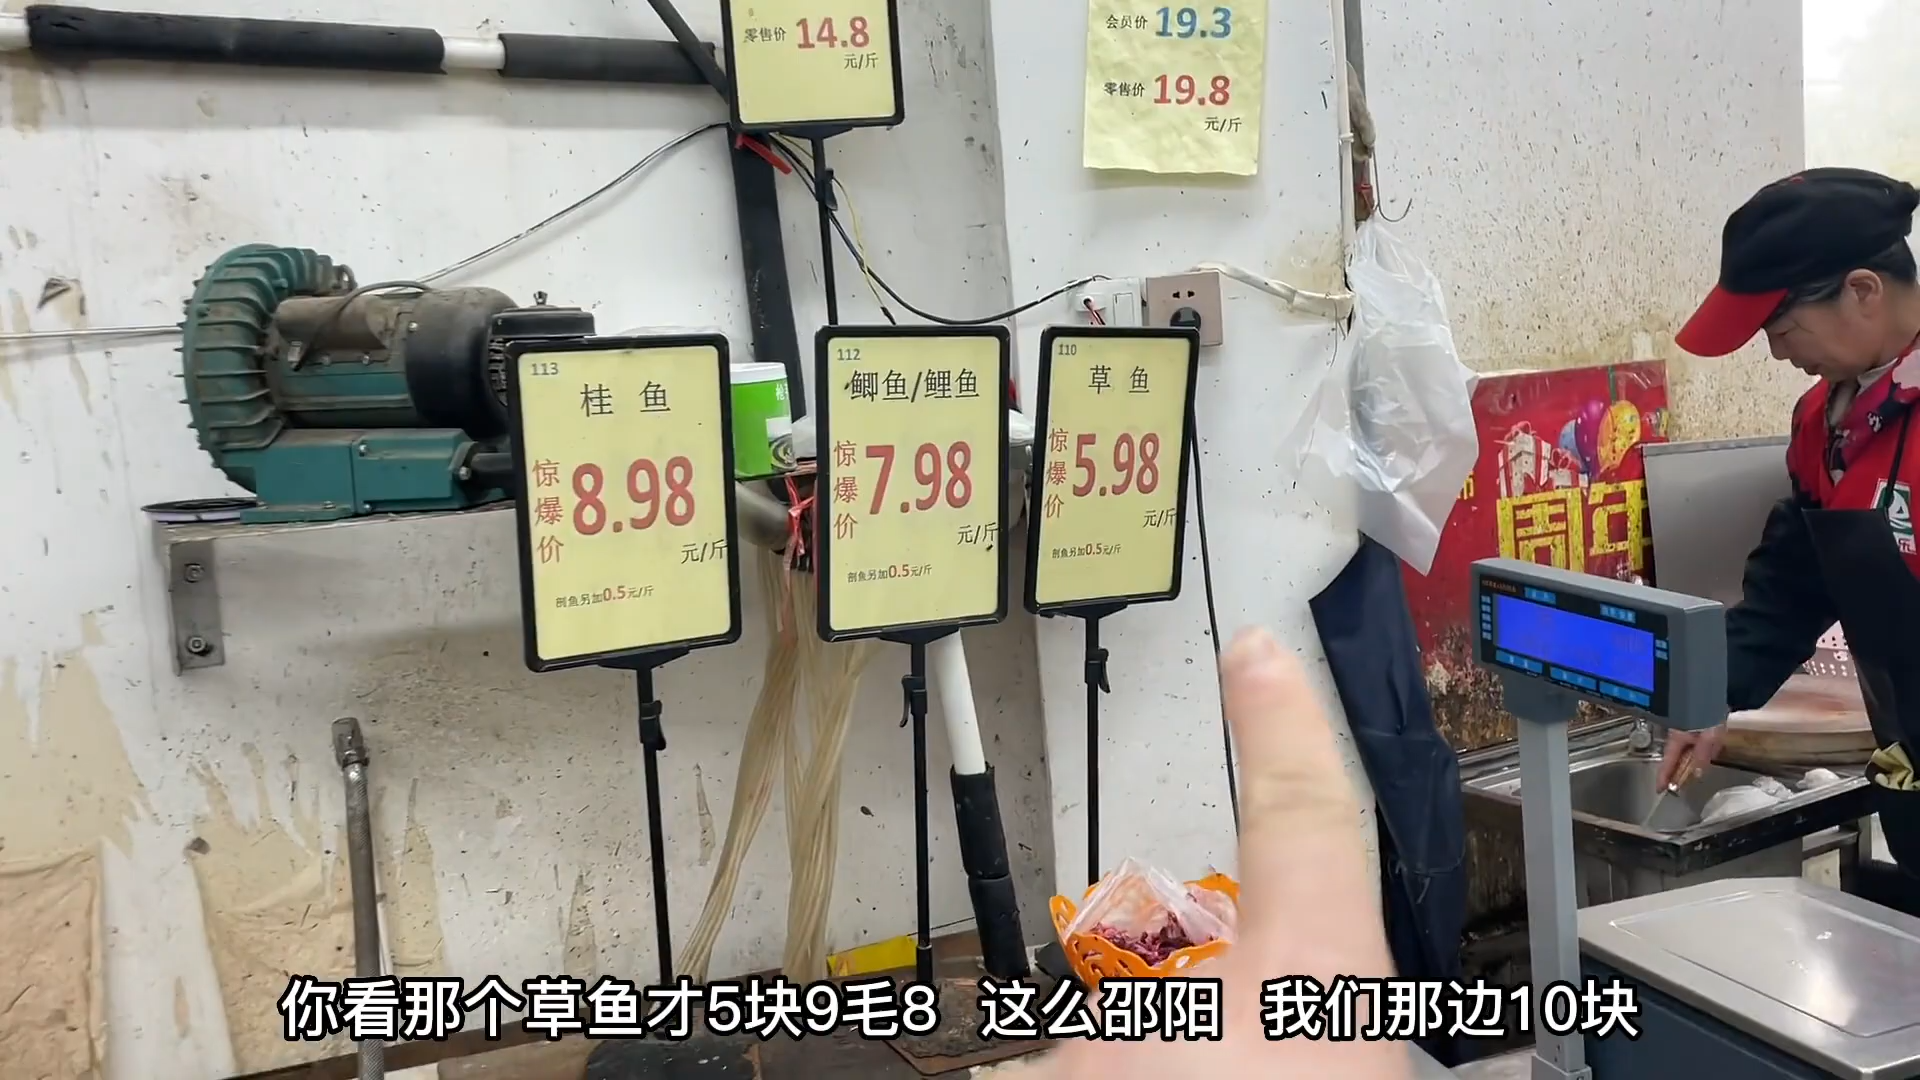 零售价 14.8
元/斤
会员价 19.3
零售价 19.8
元/斤
113
桂 鱼
惊爆价 8.98
元/斤
剖鱼另加0.5元/斤
112
鲫鱼/鲤鱼
惊爆价 7.98
元/斤
剖鱼另加0.5元/斤
110
草 鱼
惊爆价 5.98
元/斤
剖鱼另加0.5元/斤
周年
你看那个草鱼才5块9毛8 这么邵阳 我们那边10块